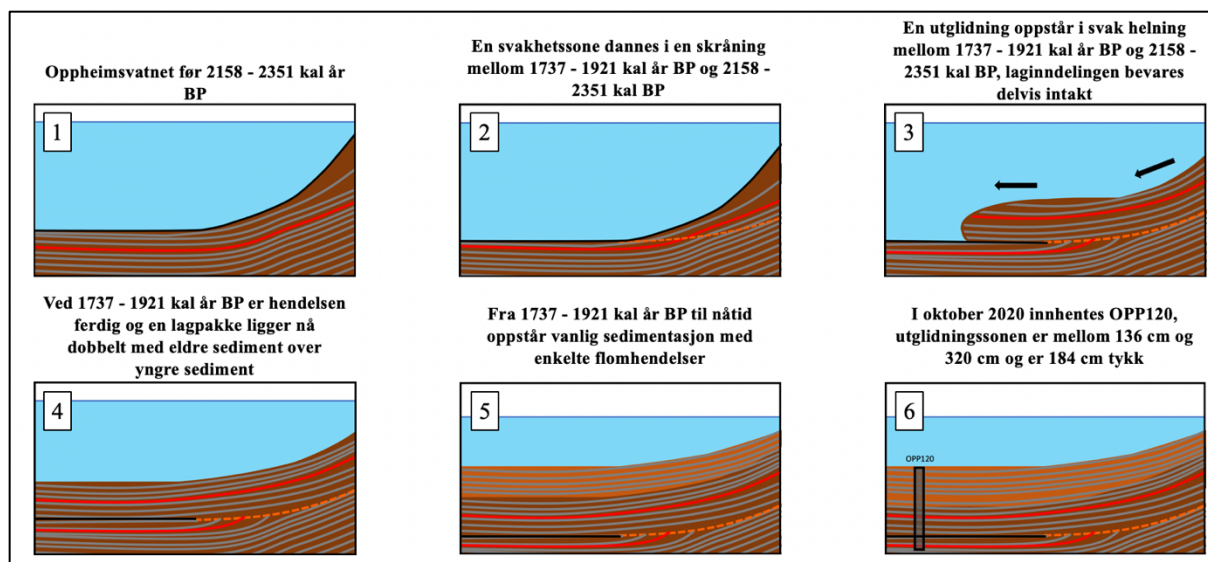 Oppheimsvatnet før 2158 - 2351 kal år
BP
1
En svakhetssone dannes i en skråning
mellom 1737 - 1921 kal år BP og 2158 -
2351 kal BP
2
En utglidning oppstår i svak helning
mellom 1737 - 1921 kal år BP og 2158 -
2351 kal BP, laginndelingen bevares
delvis intakt
3
Ved 1737 - 1921 kal år BP er hendelsen
ferdig og en lagpakke ligger nå
dobbelt med eldre sediment over
yngre sediment
4
Fra 1737 - 1921 kal år BP til nåtid
oppstår vanlig sedimentasjon med
enkelte flomhendelser
5
I oktober 2020 innhentes OPP120,
utglidningssonen er mellom 136 cm og
320 cm og er 184 cm tykk
6
OPP120